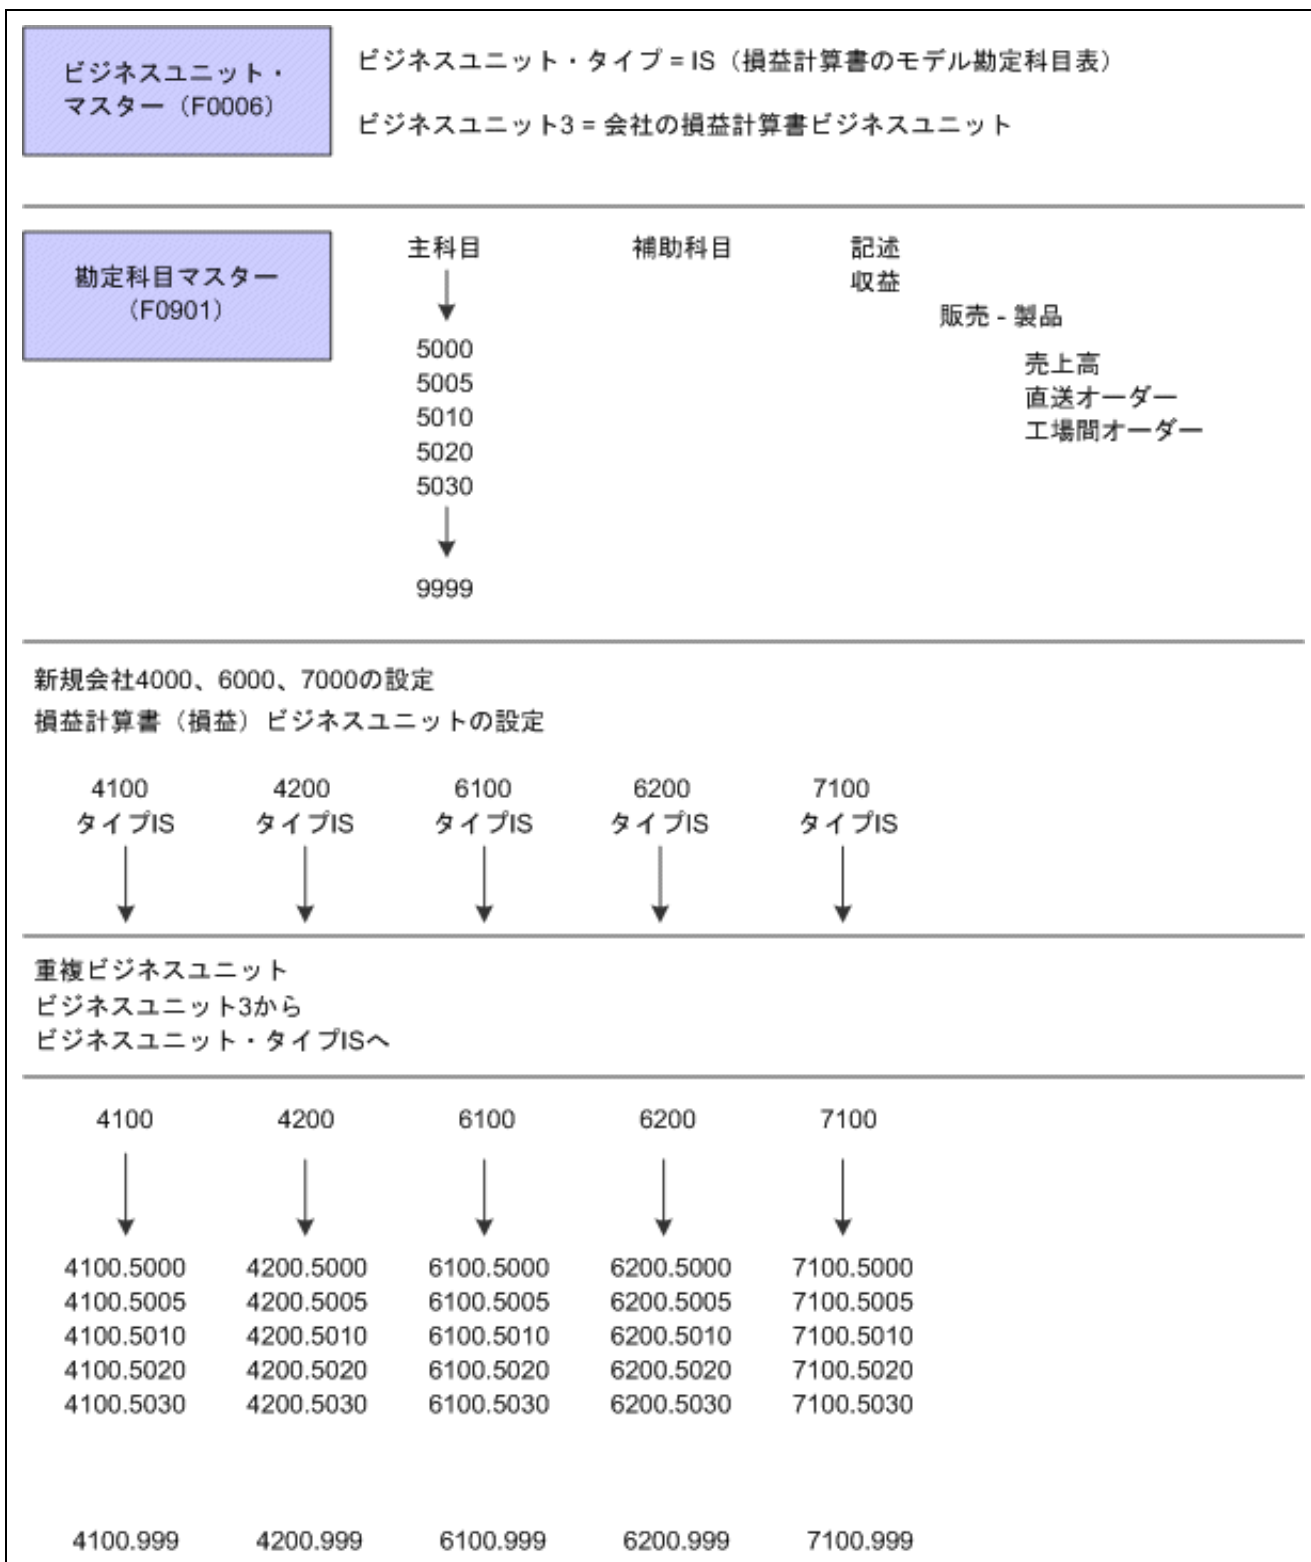 ビジネスユニット・
マスター（F0006）
ビジネスユニット・タイプ = IS（損益計算書のモデル勘定科目表）
ビジネスユニット3 = 会社の損益計算書ビジネスユニット
勘定科目マスター
（F0901）
主科目 補助科目 記述
収益
販売 - 製品
5000
売上高
5005
直送オーダー
5010
工場間オーダー
5020
5030
9999
新規会社4000、6000、7000の設定
損益計算書（損益）ビジネスユニットの設定
4100 4200 6100 6200 7100
タイプIS タイプIS タイプIS タイプIS タイプIS
重複ビジネスユニット
ビジネスユニット3から
ビジネスユニット・タイプISへ
4100 4200 6100 6200 7100
4100.5000 4200.5000 6100.5000 6200.5000 7100.5000
4100.5005 4200.5005 6100.5005 6200.5005 7100.5005
4100.5010 4200.5010 6100.5010 6200.5010 7100.5010
4100.5020 4200.5020 6100.5020 6200.5020 7100.5020
4100.5030 4200.5030 6100.5030 6200.5030 7100.5030
4100.999 4200.999 6100.999 6200.999 7100.999